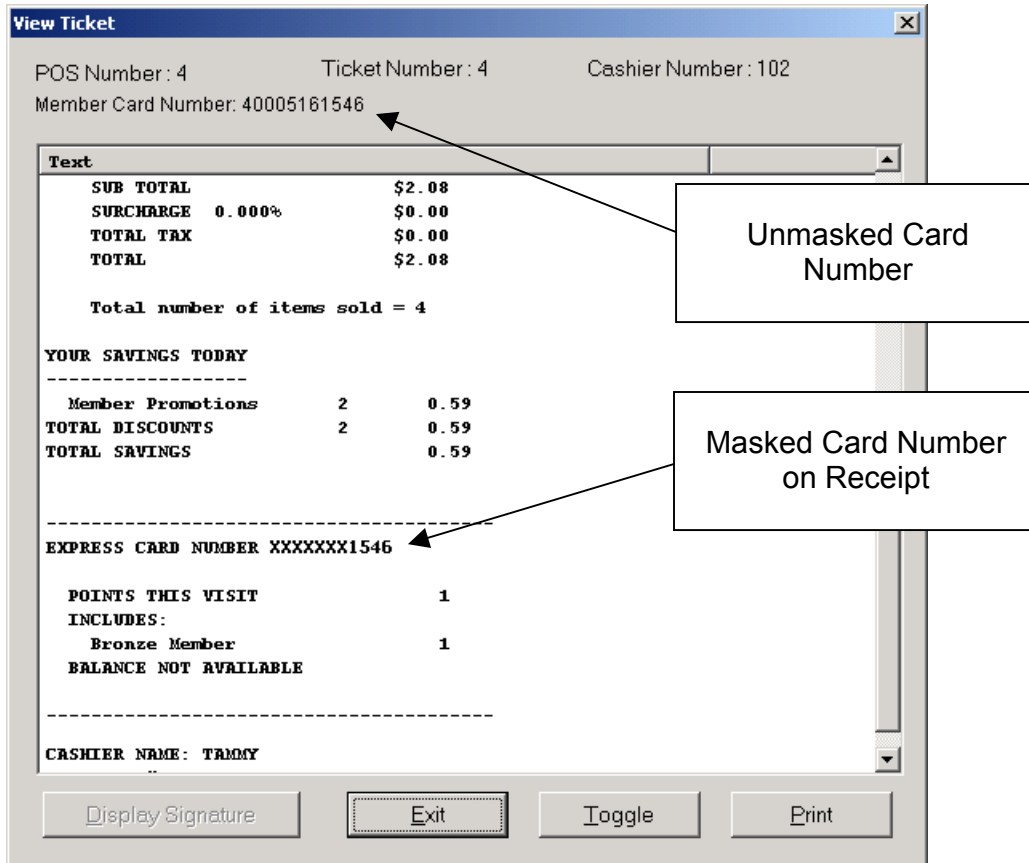 View Ticket
POS Number : 4 Ticket Number : 4 Cashier Number : 102
Member Card Number: 40005161546
Text
SUB TOTAL $2.08
SURCHARGE 0.000% $0.00
TOTAL TAX $0.00
TOTAL $2.08
Total number of items sold = 4
YOUR SAVINGS TODAY
------------------
Member Promotions 2 0.59
TOTAL DISCOUNTS 2 0.59
TOTAL SAVINGS 0.59
------------------------------------------
EXPRESS CARD NUMBER XXXXXXX1546
POINTS THIS VISIT 1
INCLUDES:
Bronze Member 1
BALANCE NOT AVAILABLE
----------------------------------------
CASHIER NAME: TAMMY
Unmasked Card
Number
Masked Card Number
on Receipt
Display Signature Exit Toggle Print